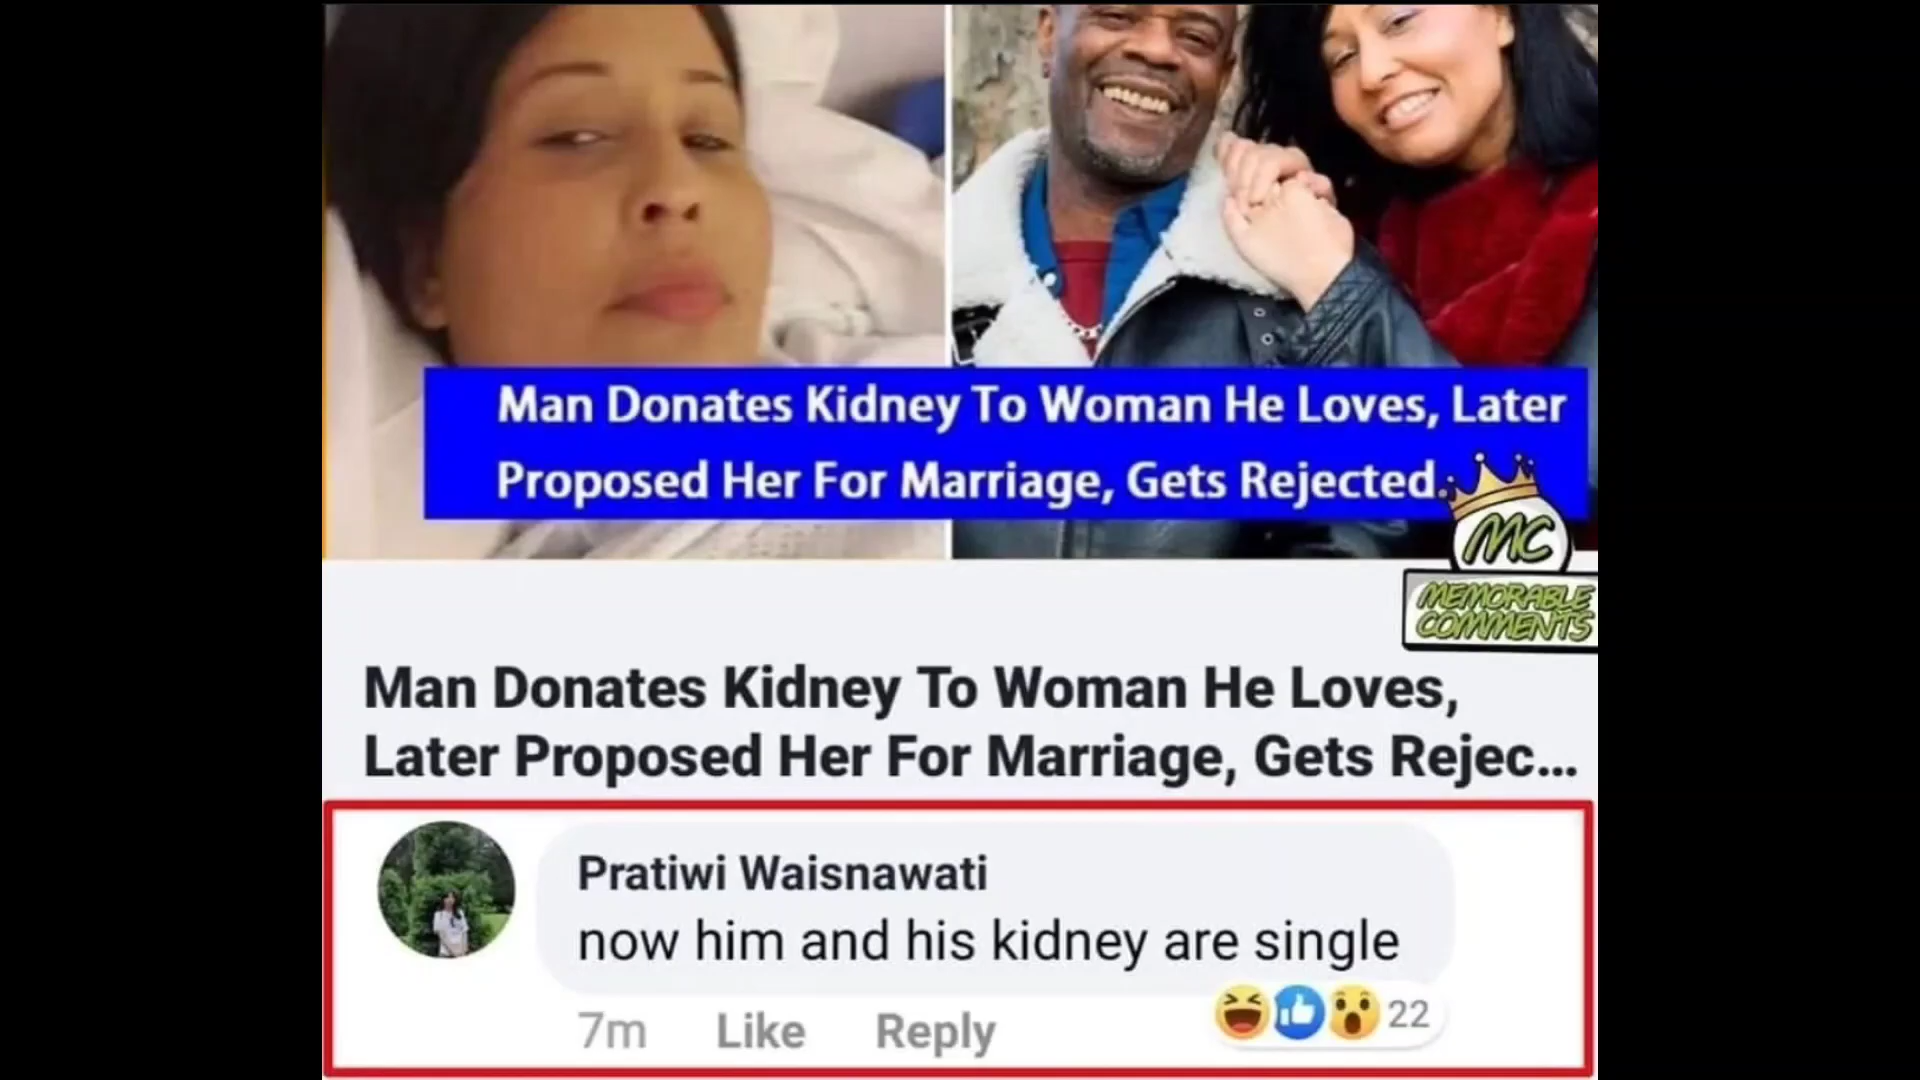 Man Donates Kidney To Woman He Loves, Later
Proposed Her For Marriage, Gets Rejected.
MC
MEMORABLE
COMMENTS
Man Donates Kidney To Woman He Loves,
Later Proposed Her For Marriage, Gets Rejec...
Pratiwi Waisnawati
now him and his kidney are single
7m Like Reply 22